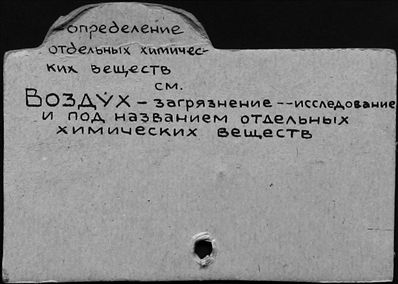 — определение
отдельных химичес-
ких веществ
см.
Воздух – загрязнение -- исследование
и под названием отдельных
химических веществ